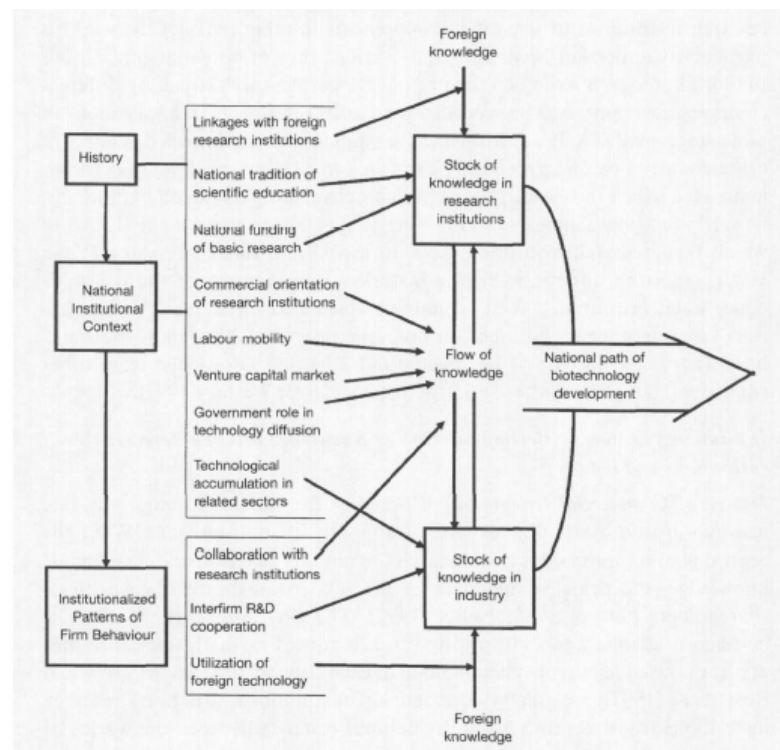 Foreign
knowledge
Linkages with foreign
research institutions
History
National tradition of
scientific education
Stock of
knowledge in
research
institutions
National funding
of basic research
National
Institutional
Context
Commercial orientation
of research institutions
Labour mobility
Venture capital market
Flow of
knowledge
National path of
biotechnology
development
Government role in
technology diffusion
Technological
accumulation in
related sectors
Collaboration with
research institutions
Stock of
knowledge in
industry
Institutionalized
Patterns of
Firm Behaviour
Interfirm R&D
cooperation
Utilization of
foreign technology
Foreign
knowledge